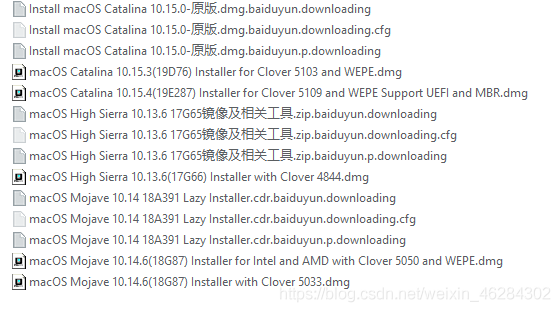 Install macOS Catalina 10.15.0-原版.dmg.baiduyun.downloading
Install macOS Catalina 10.15.0-原版.dmg.baiduyun.downloading.cfg
Install macOS Catalina 10.15.0-原版.dmg.baiduyun.p.downloading
macOS Catalina 10.15.3(19D76) Installer for Clover 5103 and WEPE.dmg
macOS Catalina 10.15.4(19E287) Installer for Clover 5109 and WEPE Support UEFI and MBR.dmg
macOS High Sierra 10.13.6 17G65镜像及相关工具.zip.baiduyun.downloading
macOS High Sierra 10.13.6 17G65镜像及相关工具.zip.baiduyun.downloading.cfg
macOS High Sierra 10.13.6 17G65镜像及相关工具.zip.baiduyun.p.downloading
macOS High Sierra 10.13.6(17G66) Installer with Clover 4844.dmg
macOS Mojave 10.14 18A391 Lazy Installer.cdr.baiduyun.downloading
macOS Mojave 10.14 18A391 Lazy Installer.cdr.baiduyun.downloading.cfg
macOS Mojave 10.14 18A391 Lazy Installer.cdr.baiduyun.p.downloading
macOS Mojave 10.14.6(18G87) Installer for Intel and AMD with Clover 5050 and WEPE.dmg
macOS Mojave 10.14.6(18G87) Installer with Clover 5033.dmg
https://blog.csdn.net/weixin_46284302